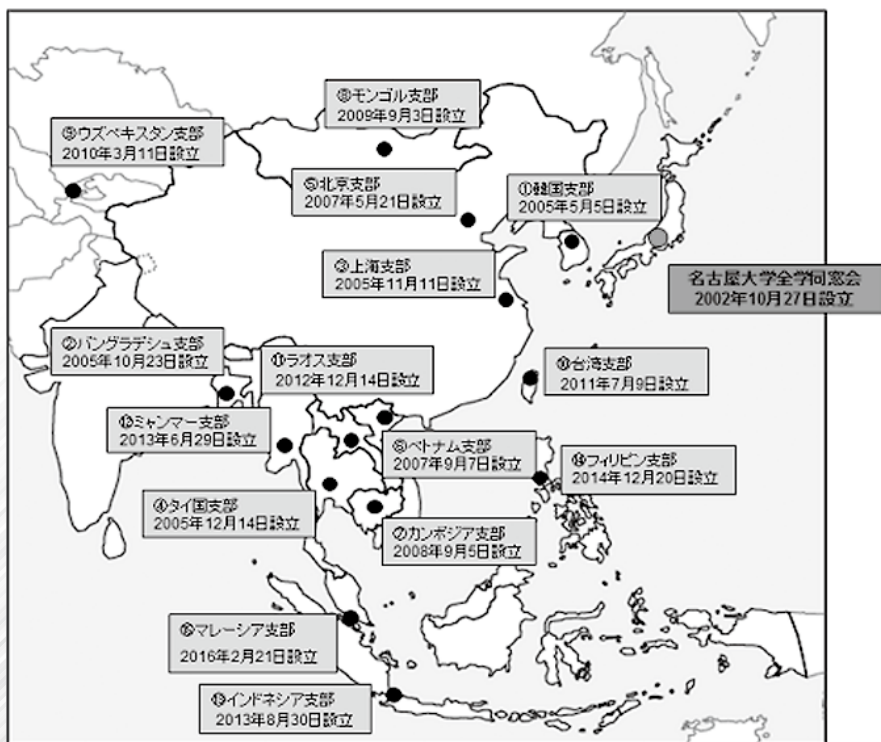 ⑧モンゴル支部
2009年9月3日設立
⑨ウズベキスタン支部
2010年3月11日設立
⑤北京支部
2007年5月21日設立
①韓国支部
2005年5月5日設立
③上海支部
2005年11月11日設立
名古屋大学全学同窓会
2002年10月27日設立
②バングラデシュ支部
2005年10月23日設立
⑪ラオス支部
2012年12月14日設立
⑩台湾支部
2011年7月9日設立
⑫ミャンマー支部
2013年6月29日設立
⑥ベトナム支部
2007年9月7日設立
⑭フィリピン支部
2014年12月20日設立
④タイ国支部
2005年12月14日設立
⑦カンボジア支部
2008年9月5日設立
⑯マレーシア支部
2016年2月21日設立
⑬インドネシア支部
2013年8月30日設立